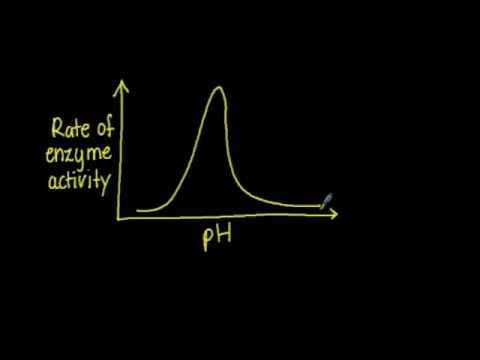 Rate of
enzyme
activity
pH